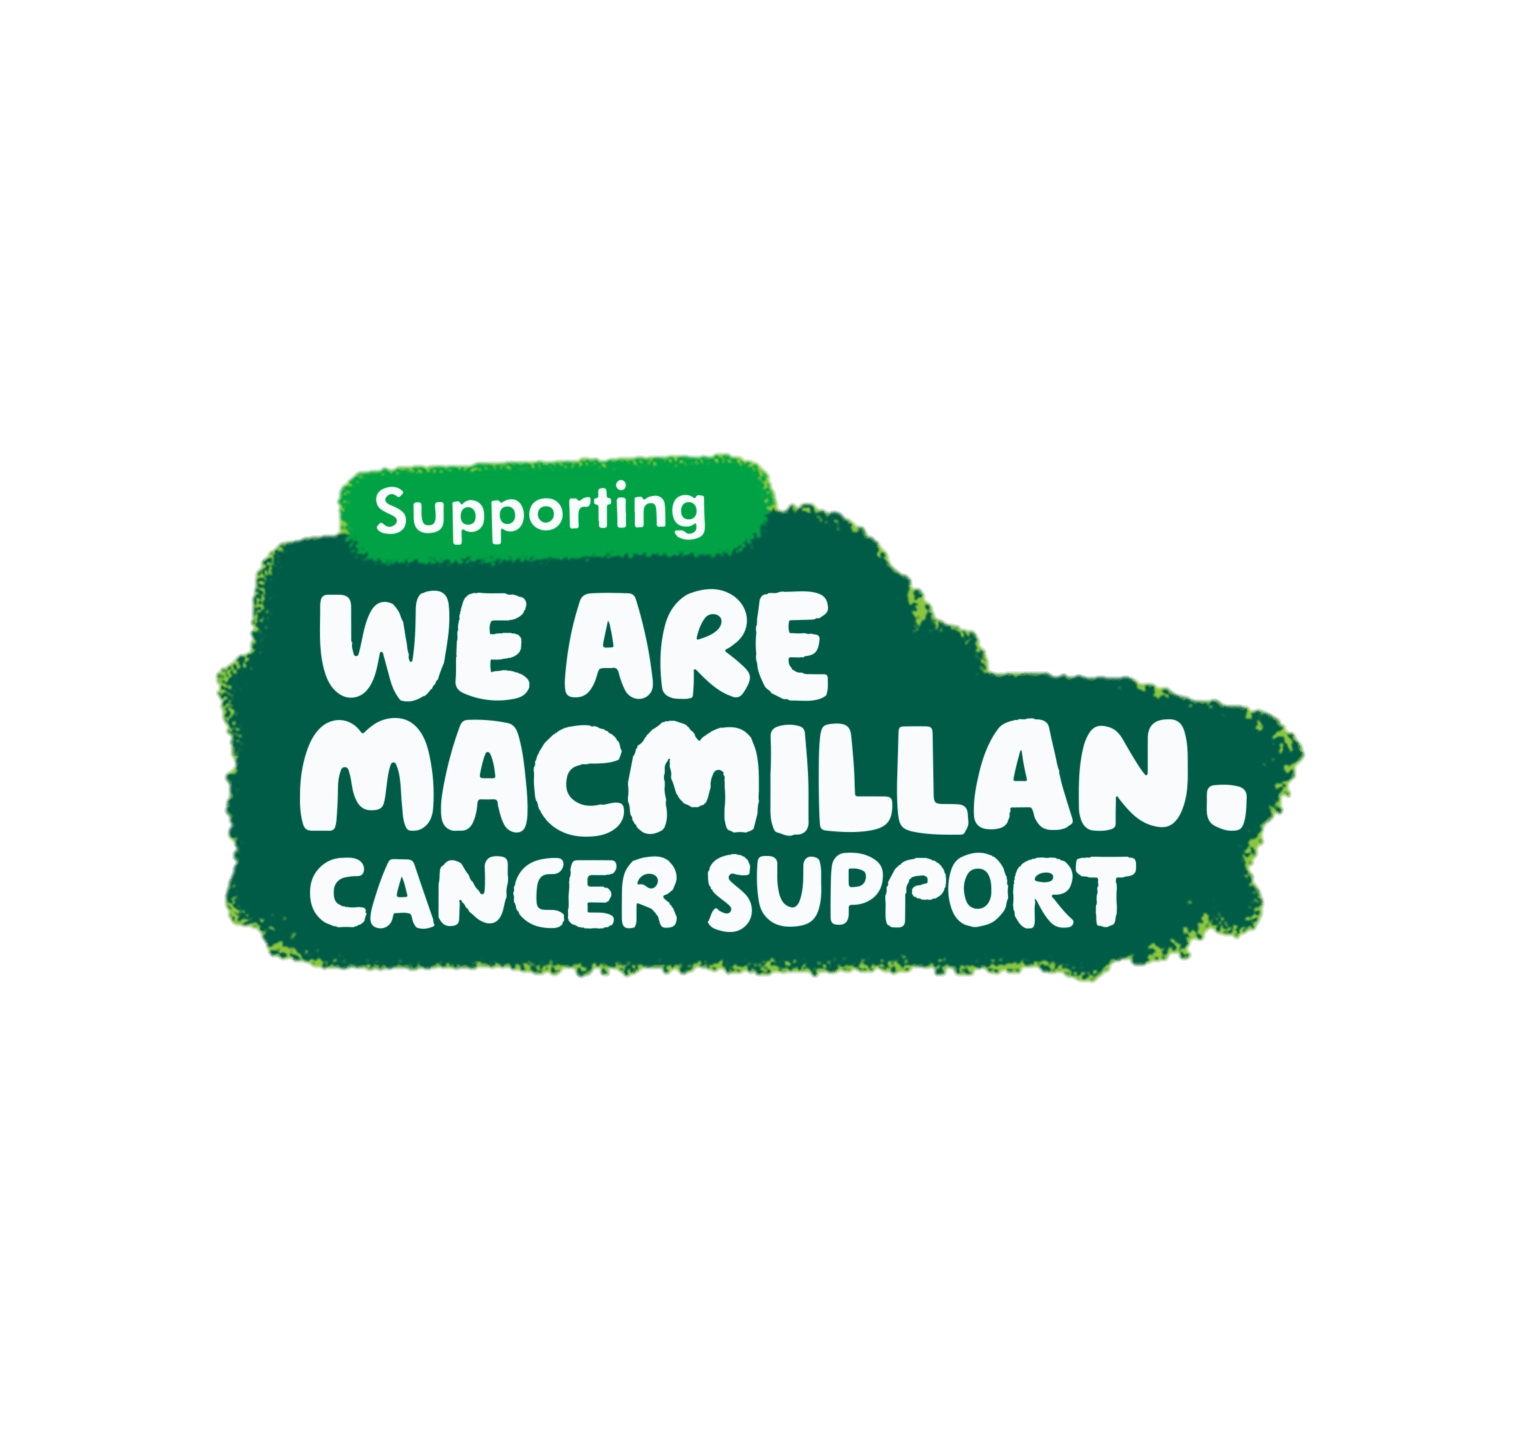 Supporting
WE ARE
MACMILLAN.
CANCER SUPPORT